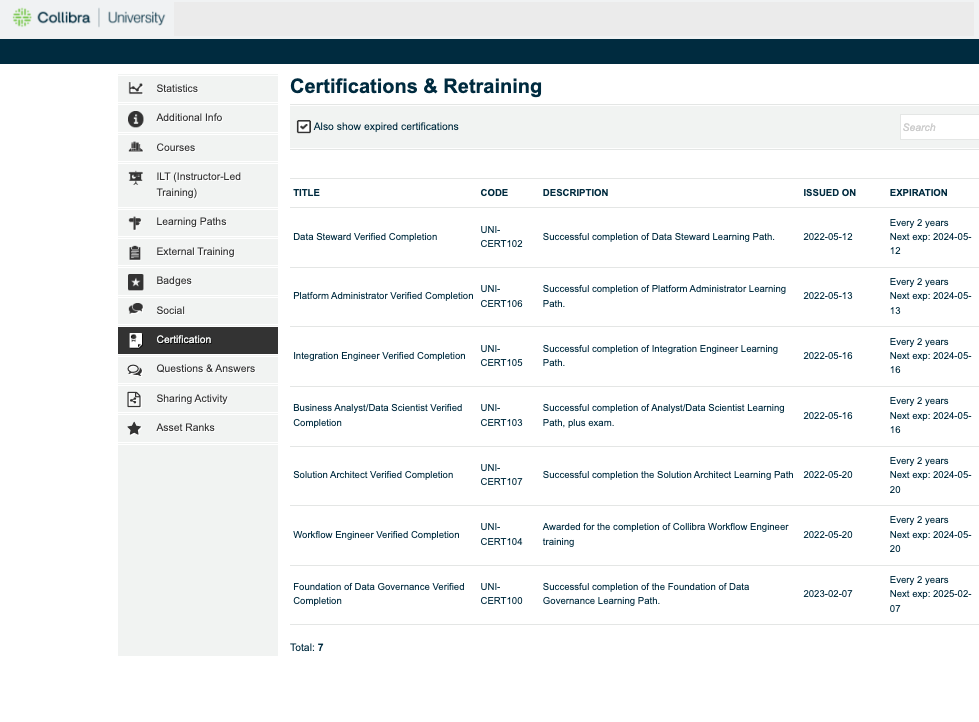 Collibra University
Statistics
Additional Info
Courses
ILT (Instructor-Led
Training)
Learning Paths
External Training
Badges
Social
Certification
Questions & Answers
Sharing Activity
Asset Ranks
Certifications & Retraining
Also show expired certifications
Search
TITLE CODE DESCRIPTION ISSUED ON EXPIRATION
Data Steward Verified Completion
UNI-
CERT102
Successful completion of Data Steward Learning Path.
2022-05-12
Every 2 years
Next exp: 2024-05-
12
Platform Administrator Verified Completion
UNI-
CERT106
Successful completion of Platform Administrator Learning
Path.
2022-05-13
Every 2 years
Next exp: 2024-05-
13
Integration Engineer Verified Completion
UNI-
CERT105
Successful completion of Integration Engineer Learning
Path.
2022-05-16
Every 2 years
Next exp: 2024-05-
16
Business Analyst/Data Scientist Verified
Completion
UNI-
CERT103
Successful completion of Analyst/Data Scientist Learning
Path, plus exam.
2022-05-16
Every 2 years
Next exp: 2024-05-
16
Solution Architect Verified Completion
UNI-
CERT107
Successful completion the Solution Architect Learning Path
2022-05-20
Every 2 years
Next exp: 2024-05-
20
Workflow Engineer Verified Completion
UNI-
CERT104
Awarded for the completion of Collibra Workflow Engineer
training
2022-05-20
Every 2 years
Next exp: 2024-05-
20
Foundation of Data Governance Verified
Completion
UNI-
CERT100
Successful completion of the Foundation of Data
Governance Learning Path.
2023-02-07
Every 2 years
Next exp: 2025-02-
07
Total: 7